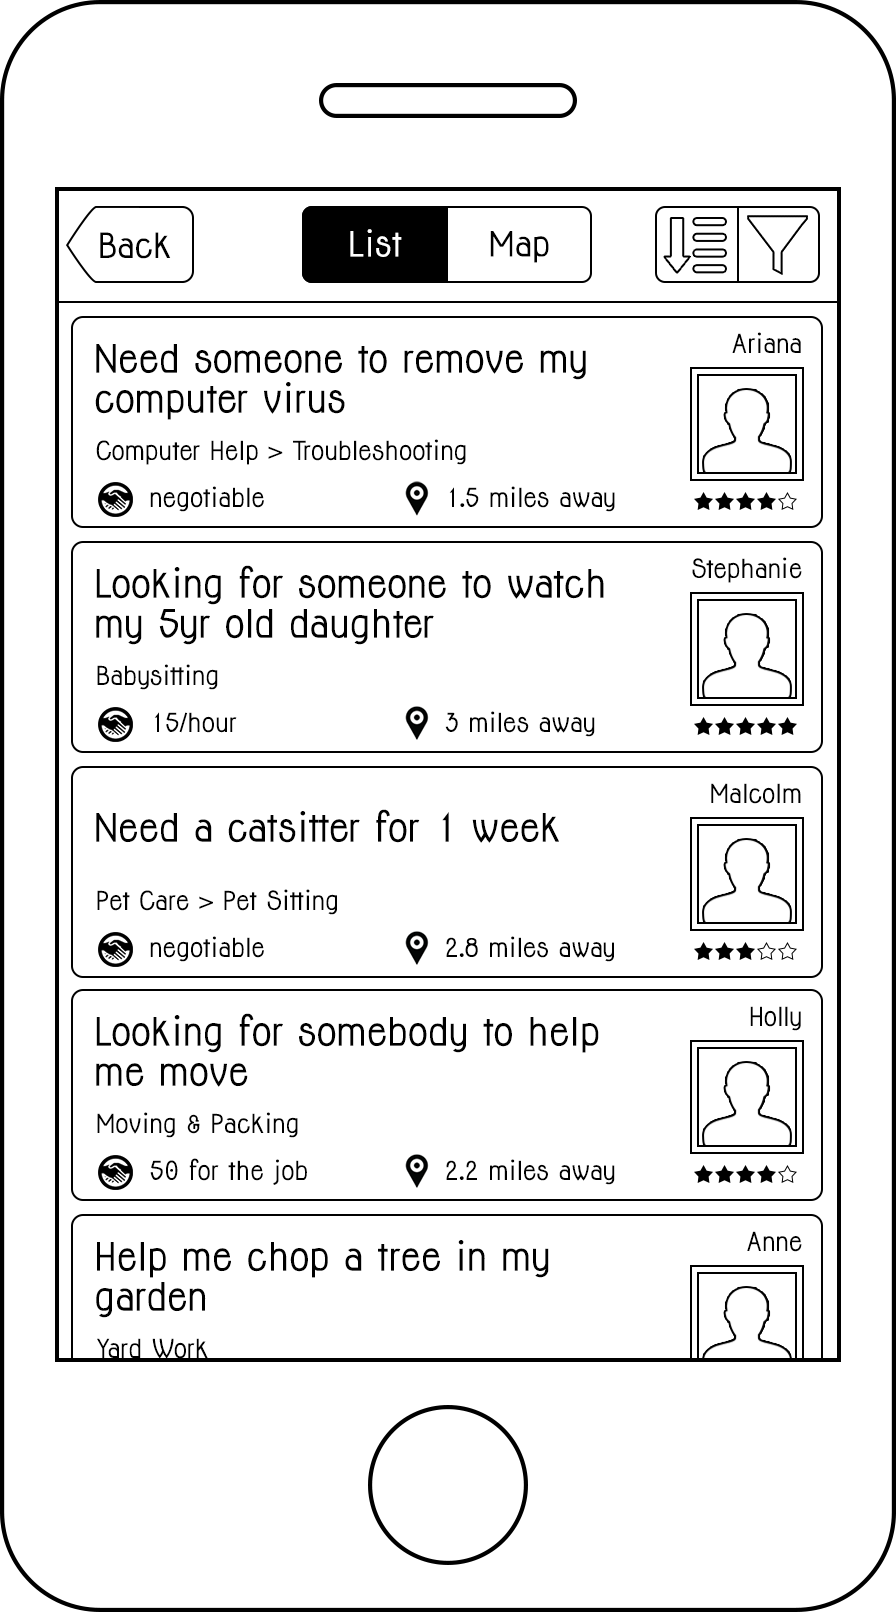 Back
List
Map
Ariana
Need someone to remove my
computer virus
Computer Help > Troubleshooting
negotiable
1.5 miles away
Stephanie
Looking for someone to watch
my 5yr old daughter
Babysitting
15/hour
3 miles away
Malcolm
Need a catsitter for 1 week
Pet Care > Pet Sitting
negotiable
2.8 miles away
Holly
Looking for somebody to help
me move
Moving & Packing
50 for the job
2.2 miles away
Anne
Help me chop a tree in my
garden
Yard Work